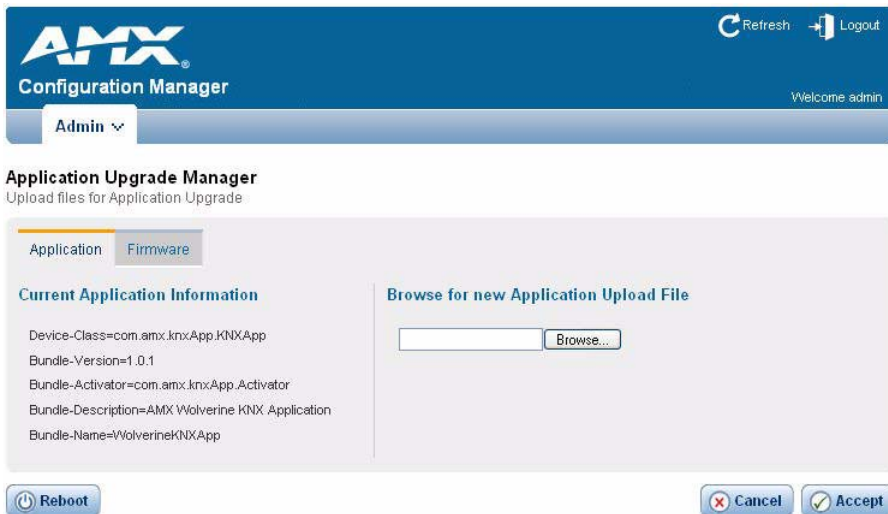 Refresh Logout
AMX®
Configuration Manager
Welcome admin
Admin
Application Upgrade Manager
Upload files for Application Upgrade
Application Firmware
Current Application Information
Device-Class=com.amx.knxApp.KNXApp
Bundle-Version=1.0.1
Bundle-Activator=com.amx.knxApp.Activator
Bundle-Description=AMX Wolverine KNX Application
Bundle-Name=WolverineKNXApp
Browse for new Application Upload File
Browse...
Reboot Cancel Accept